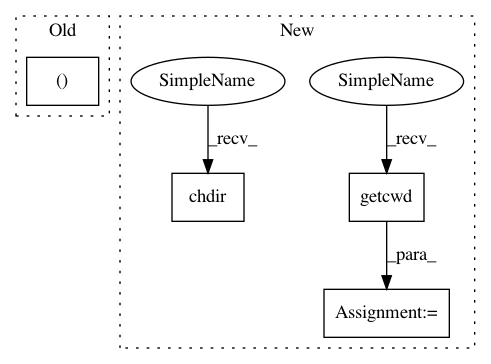 Old
New
()
SimpleName
SimpleName
_recv_
_recv_
chdir
getcwd
_para_
Assignment:=